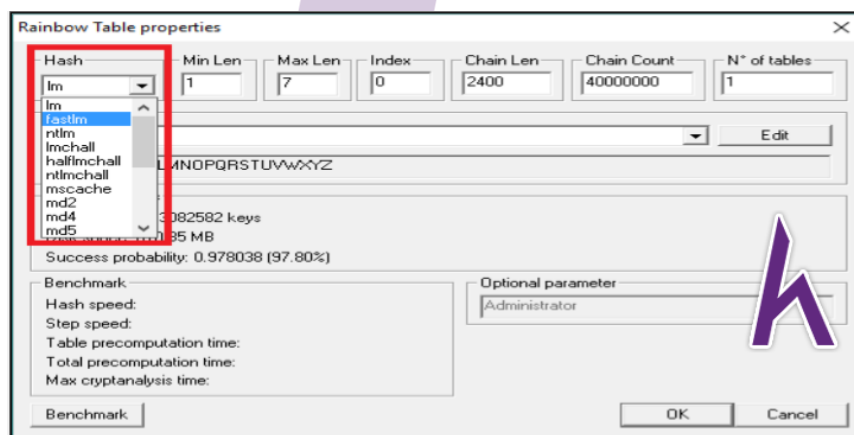 Rainbow Table properties
Hash Min Len Max Len Index Chain Len Chain Count N° of tables
lm 1 7 0 2400 40000000 1
lm
fastlm
ntlm
lmchall
halflmchall
ntlmchall
mscache
md2
md4
md5
Edit
LMNOPQRSTUVWXYZ
3082582 keys
85 MB
Success probability: 0.978038 (97.80%)
Benchmark
Optional parameter
Hash speed:
Administrator
Step speed:
Table precomputation time:
Total precomputation time:
Max cryptanalysis time:
Benchmark OK Cancel